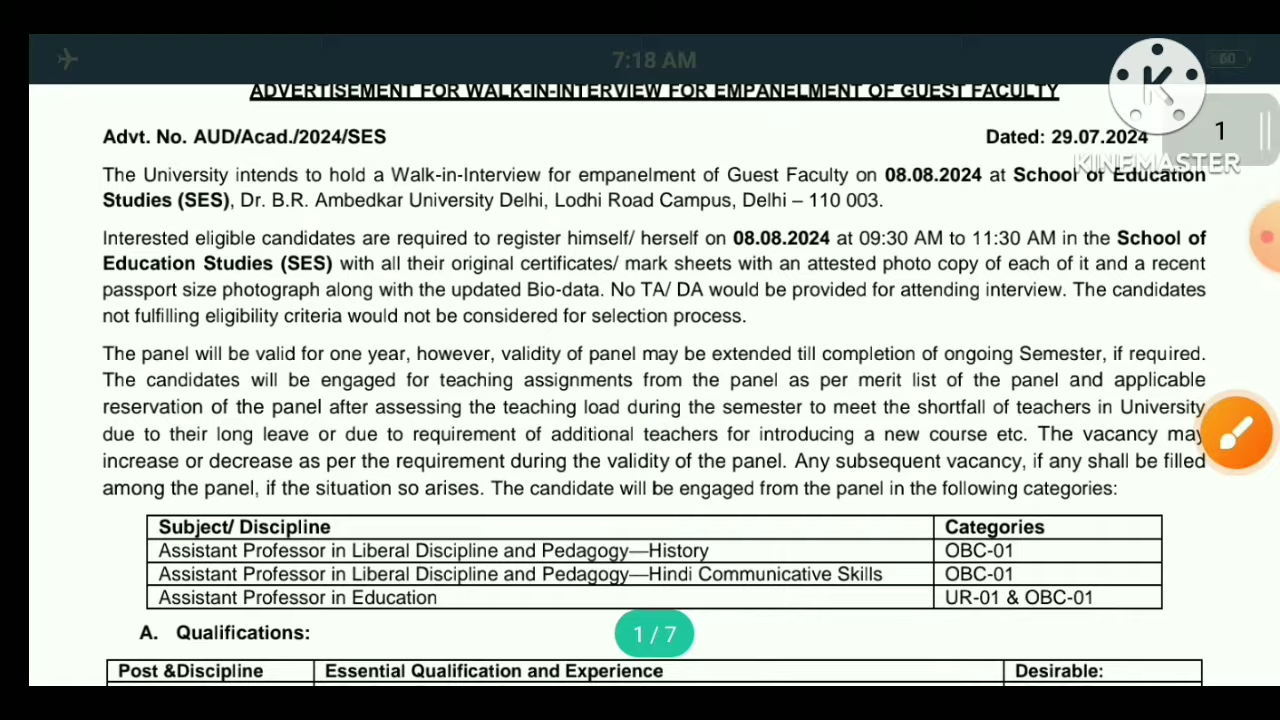 7:18 AM
60
ADVERTISEMENT FOR WALK-IN-INTERVIEW FOR EMPANELMENT OF GUEST FACULTY
K
KINEMASTER
1
Advt. No. AUD/Acad./2024/SES Dated: 29.07.2024
The University intends to hold a Walk-in-Interview for empanelment of Guest Faculty on 08.08.2024 at School of Education
Studies (SES), Dr. B.R. Ambedkar University Delhi, Lodhi Road Campus, Delhi – 110 003.
Interested eligible candidates are required to register himself/ herself on 08.08.2024 at 09:30 AM to 11:30 AM in the School of
Education Studies (SES) with all their original certificates/ mark sheets with an attested photo copy of each of it and a recent
passport size photograph along with the updated Bio-data. No TA/ DA would be provided for attending interview. The candidates
not fulfilling eligibility criteria would not be considered for selection process.
The panel will be valid for one year, however, validity of panel may be extended till completion of ongoing Semester, if required.
The candidates will be engaged for teaching assignments from the panel as per merit list of the panel and applicable
reservation of the panel after assessing the teaching load during the semester to meet the shortfall of teachers in University
due to their long leave or due to requirement of additional teachers for introducing a new course etc. The vacancy may
increase or decrease as per the requirement during the validity of the panel. Any subsequent vacancy, if any shall be filled
among the panel, if the situation so arises. The candidate will be engaged from the panel in the following categories:
Subject/ Discipline Categories
Assistant Professor in Liberal Discipline and Pedagogy—History OBC-01
Assistant Professor in Liberal Discipline and Pedagogy—Hindi Communicative Skills OBC-01
Assistant Professor in Education UR-01 & OBC-01
A. Qualifications:
1 / 7
Post &Discipline Essential Qualification and Experience Desirable: